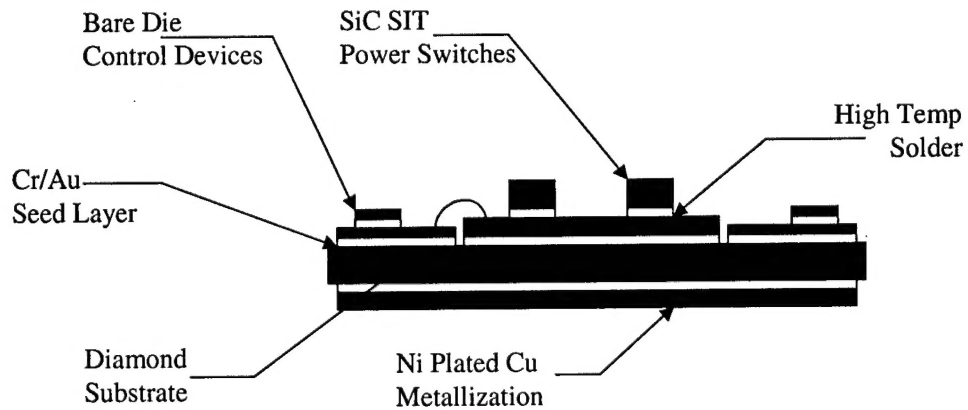 Bare Die
Control Devices
SiC SIT
Power Switches
High Temp
Solder
Cr/Au
Seed Layer
Diamond
Substrate
Ni Plated Cu
Metallization